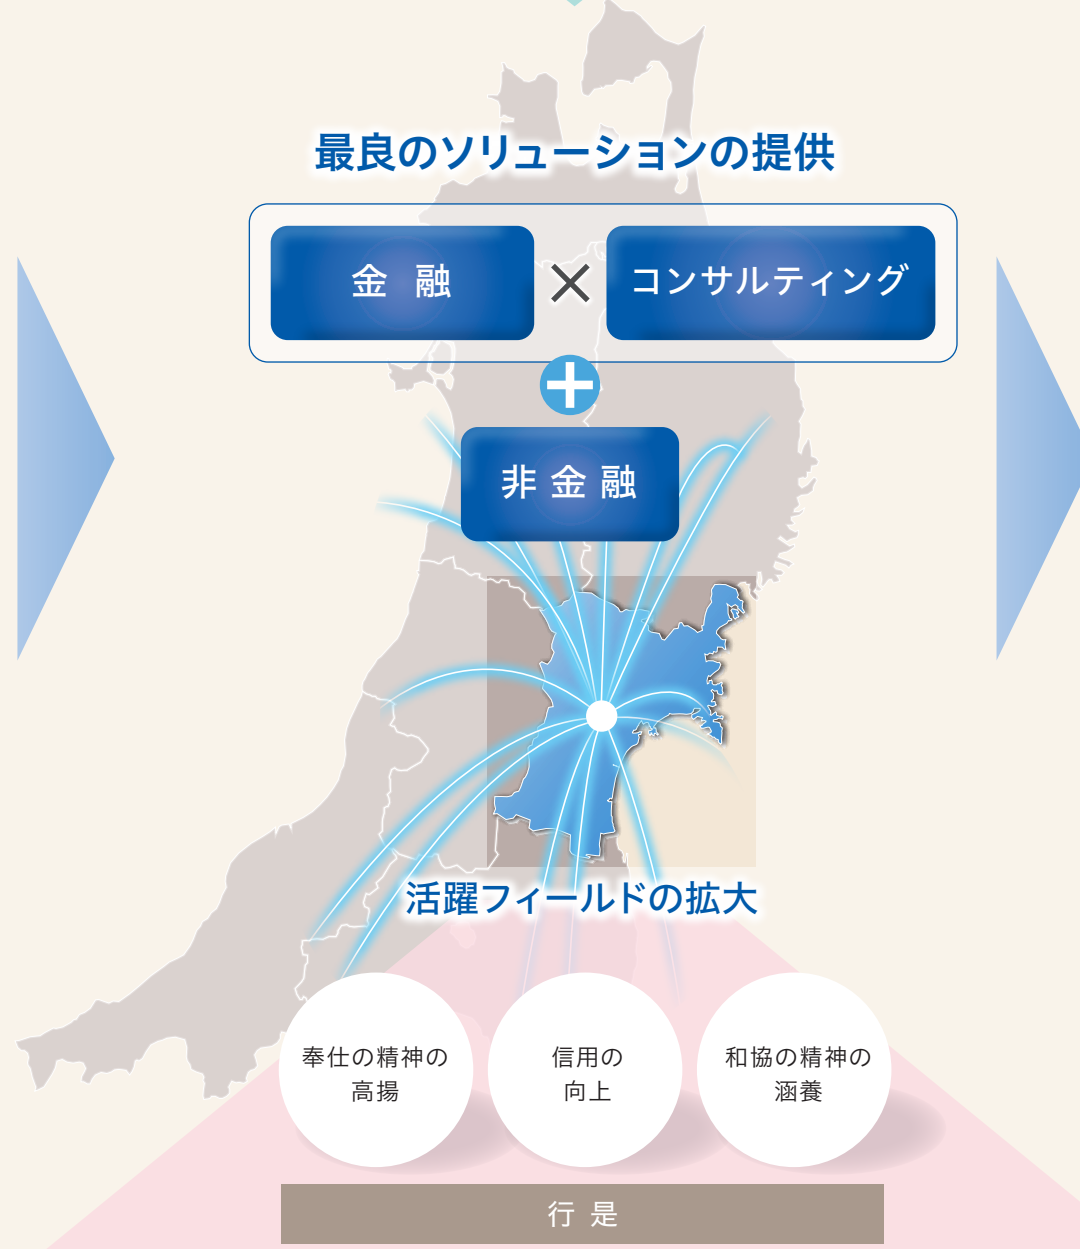 最良のソリューションの提供
金融
×
コンサルティング
+
非金融
活躍フィールドの拡大
奉仕の精神の
高揚
信用の
向上
和協の精神の
涵養
行是